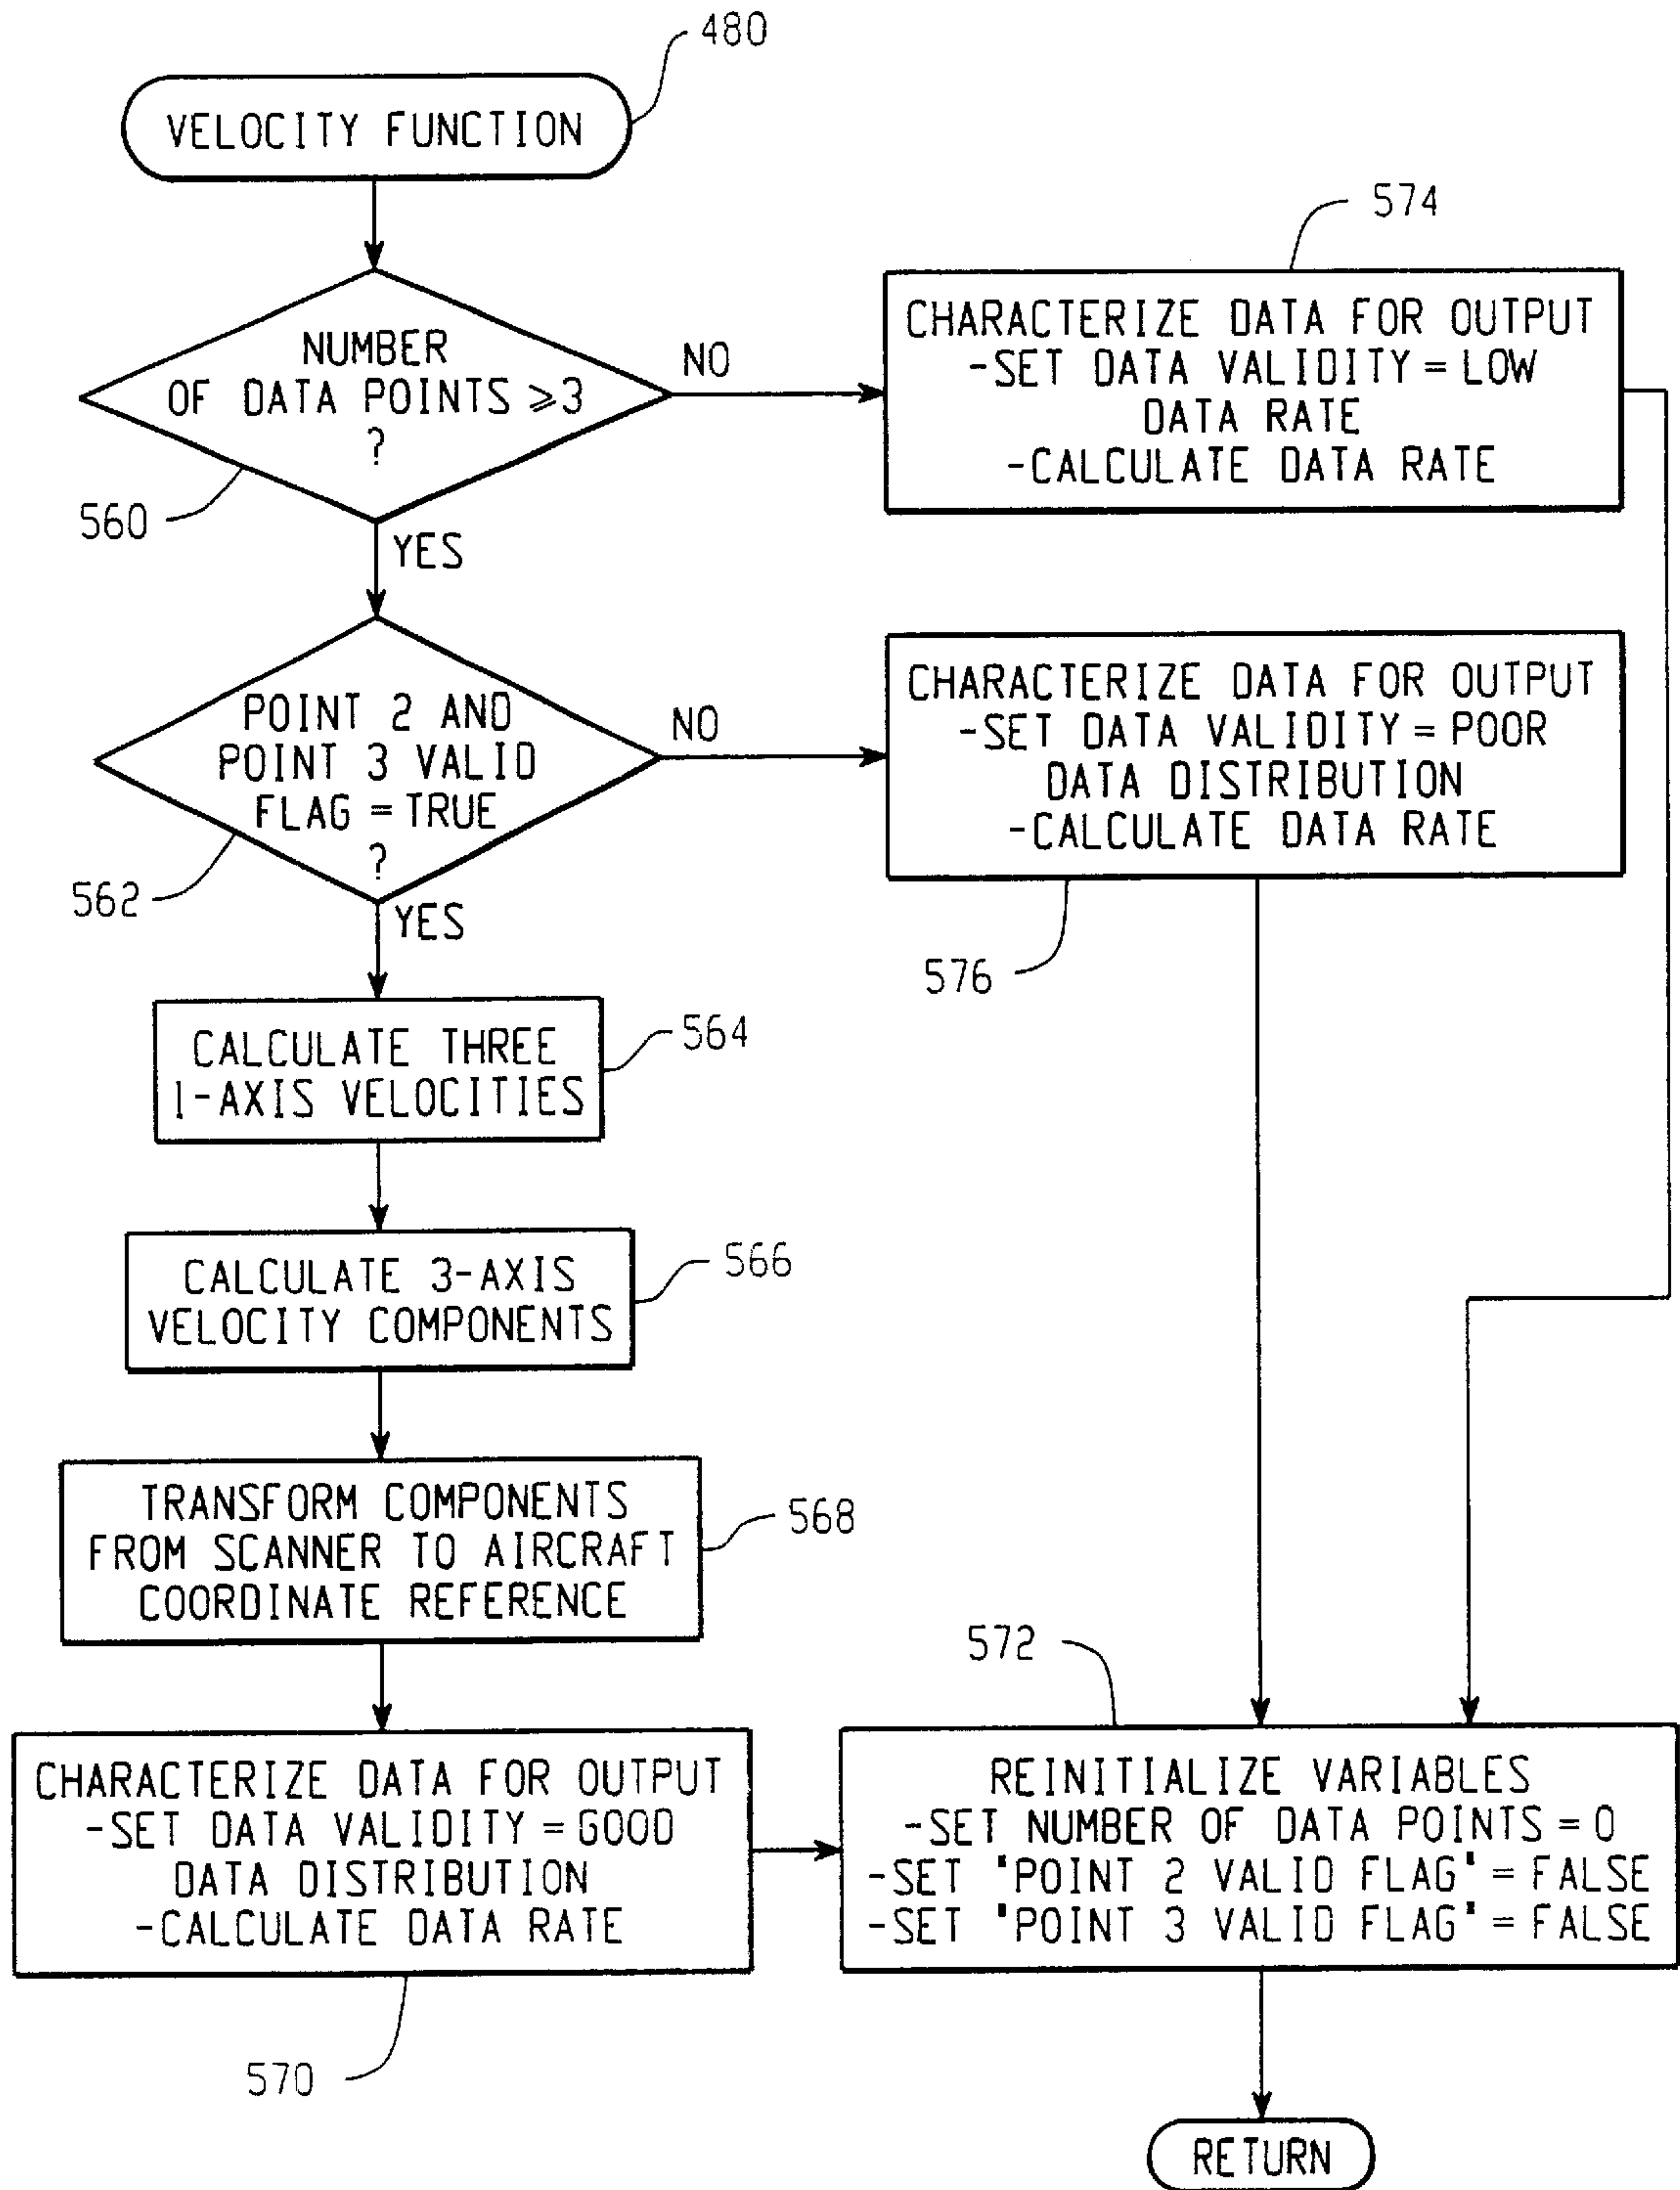 480
VELOCITY FUNCTION
574
NUMBER
OF DATA POINTS ⩾3
?
NO
560
YES
CHARACTERIZE DATA FOR OUTPUT
-SET DATA VALIDITY = LOW
DATA RATE
-CALCULATE DATA RATE
POINT 2 AND
POINT 3 VALID
FLAG = TRUE
?
NO
562
YES
CHARACTERIZE DATA FOR OUTPUT
-SET DATA VALIDITY = POOR
DATA DISTRIBUTION
-CALCULATE DATA RATE
576
CALCULATE THREE
1-AXIS VELOCITIES
564
CALCULATE 3-AXIS
VELOCITY COMPONENTS
566
TRANSFORM COMPONENTS
FROM SCANNER TO AIRCRAFT
COORDINATE REFERENCE
568
572
CHARACTERIZE DATA FOR OUTPUT
-SET DATA VALIDITY = GOOD
DATA DISTRIBUTION
-CALCULATE DATA RATE
570
REINITIALIZE VARIABLES
-SET NUMBER OF DATA POINTS = 0
-SET "POINT 2 VALID FLAG" = FALSE
-SET "POINT 3 VALID FLAG" = FALSE
RETURN